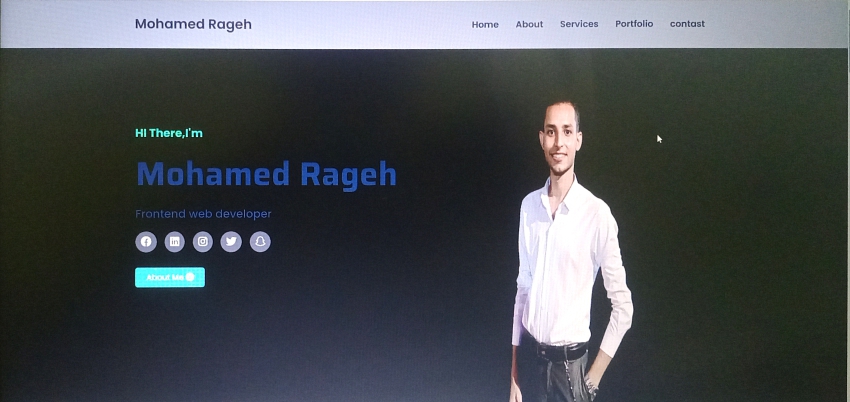 Mohamed Rageh
Home About Services Portfolio contast
HI There,I'm
Mohamed Rageh
Frontend web developer
About Me